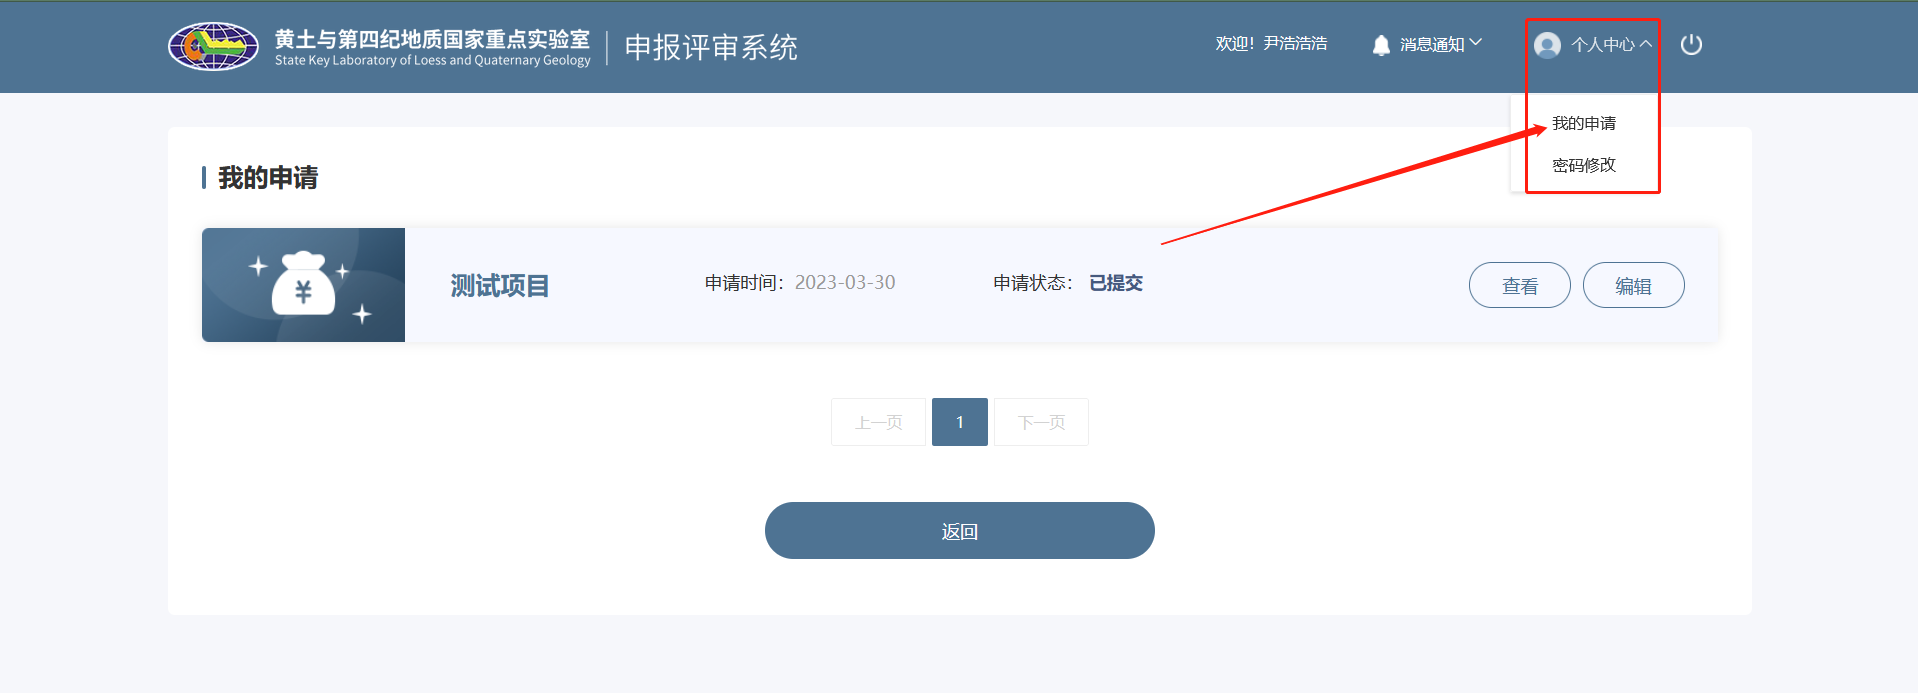 黄土与第四纪地质国家重点实验室
State Key Laboratory of Loess and Quaternary Geology
申报评审系统
欢迎！尹浩浩浩
消息通知
个人中心
我的申请
密码修改
我的申请
¥
测试项目
申请时间：2023-03-30
申请状态：已提交
查看
编辑
上一页
1
下一页
返回